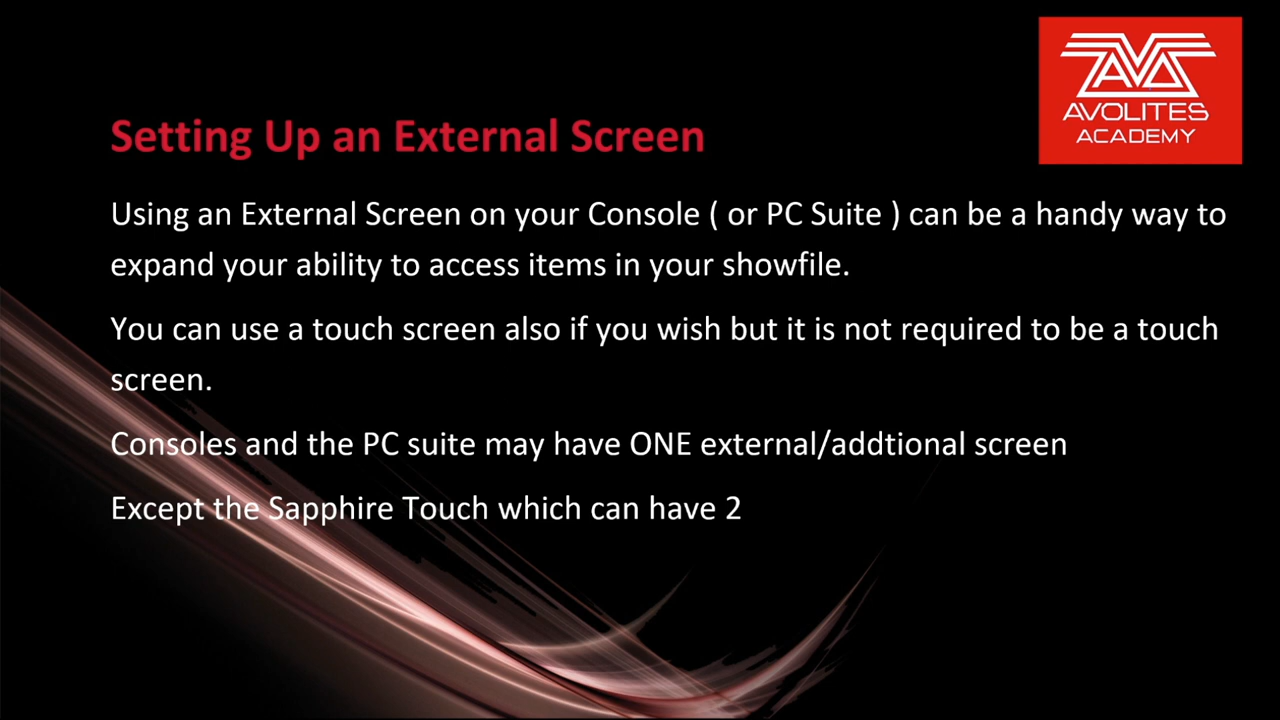 AVOLITES
ACADEMY
Setting Up an External Screen
Using an External Screen on your Console ( or PC Suite ) can be a handy way to
expand your ability to access items in your showfile.
You can use a touch screen also if you wish but it is not required to be a touch
screen.
Consoles and the PC suite may have ONE external/addtional screen
Except the Sapphire Touch which can have 2